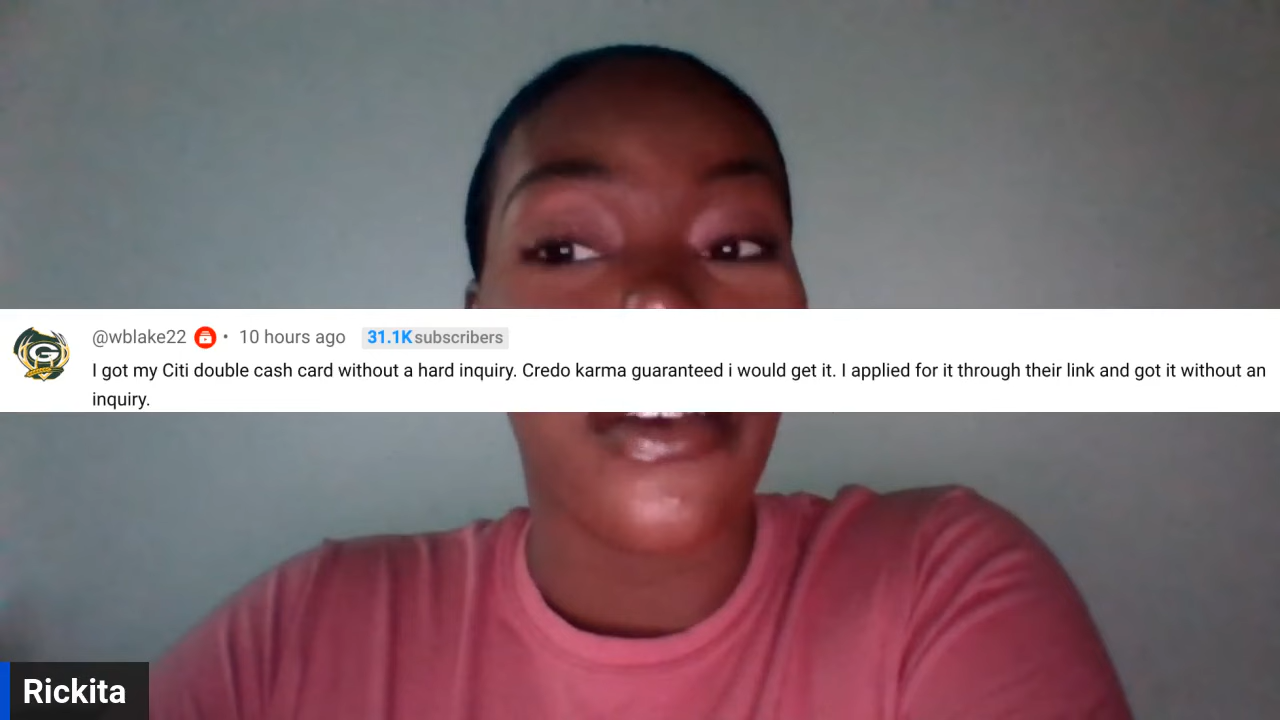 @wblake22 • 10 hours ago 31.1K subscribers
I got my Citi double cash card without a hard inquiry. Credo karma guaranteed i would get it. I applied for it through their link and got it without an
inquiry.
G
Rickita